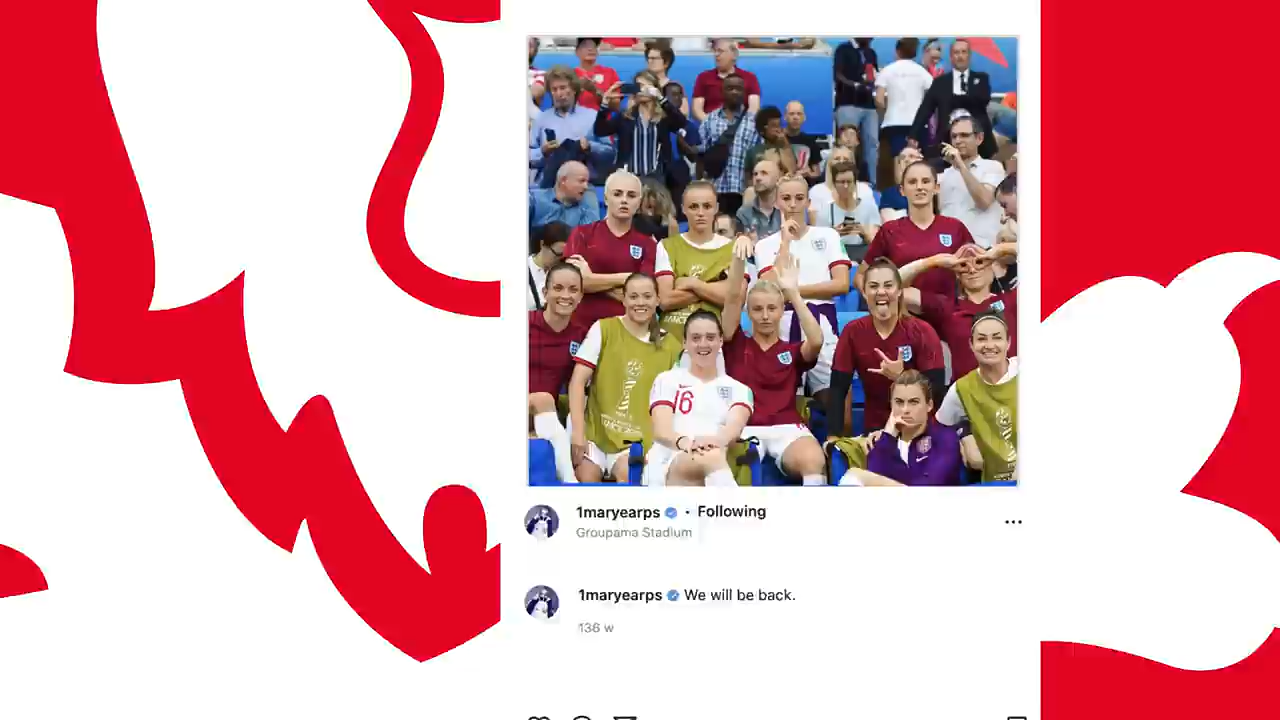 16
1maryearps • Following
Groupama Stadium
1maryearps We will be back.
136 w